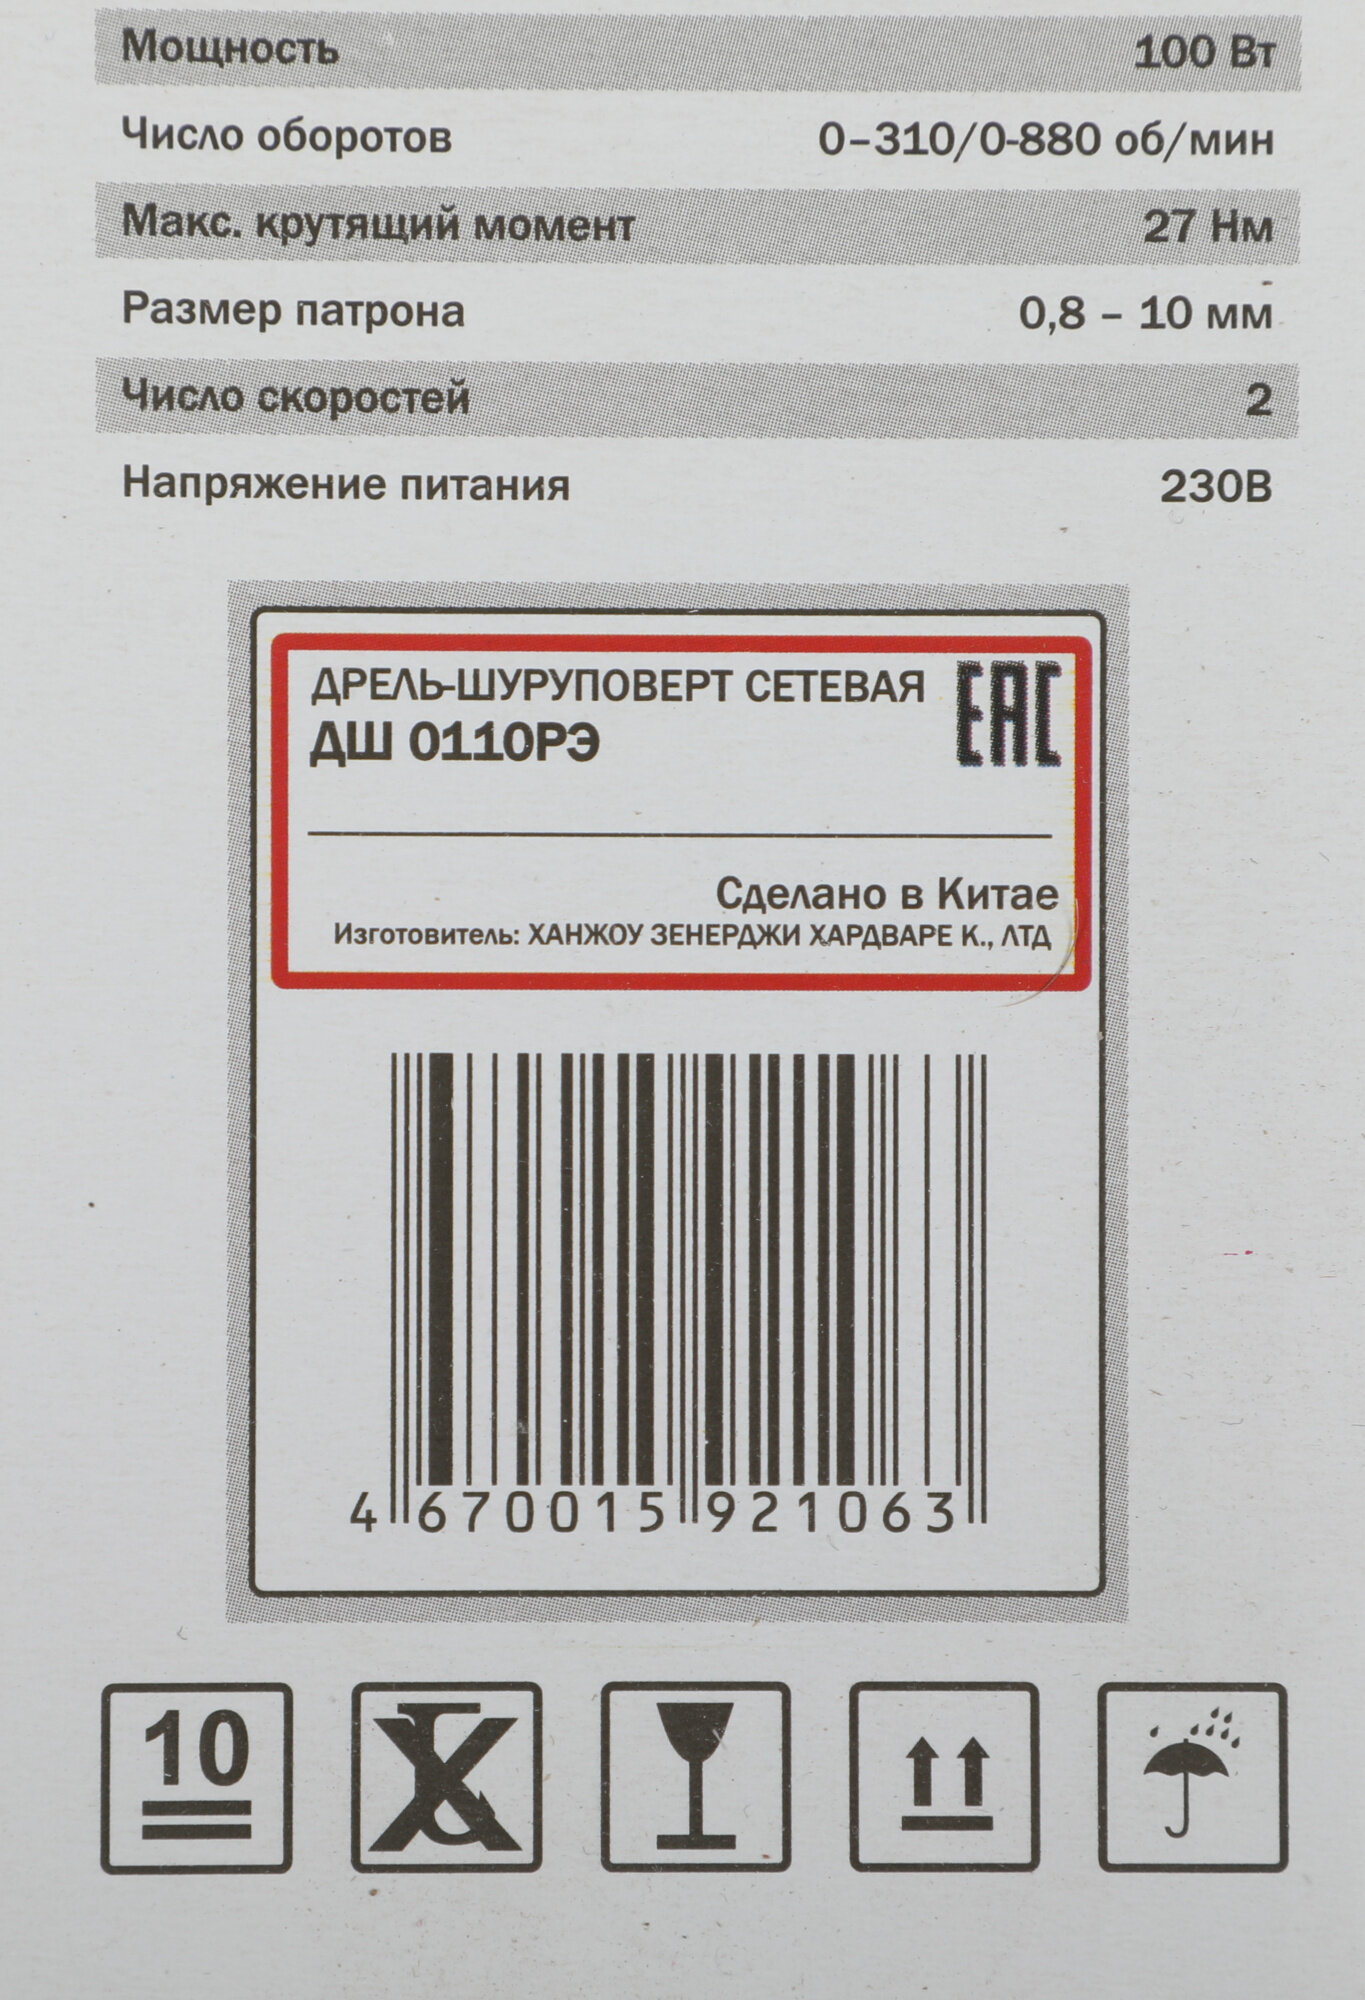 Мощность 100 Вт
Число оборотов 0–310/0-880 об/мин
Макс. крутящий момент 27 Нм
Размер патрона 0,8 – 10 мм
Число скоростей 2
Напряжение питания 230В
ДРЕЛЬ-ШУРУПОВЕРТ СЕТЕВАЯ
ДШ 0110РЭ
ЕАС
Сделано в Китае
Изготовитель: ХАНЖОУ ЗЕНЕРДЖИ ХАРДВАРЕ К., ЛТД
4 670015 921063
10